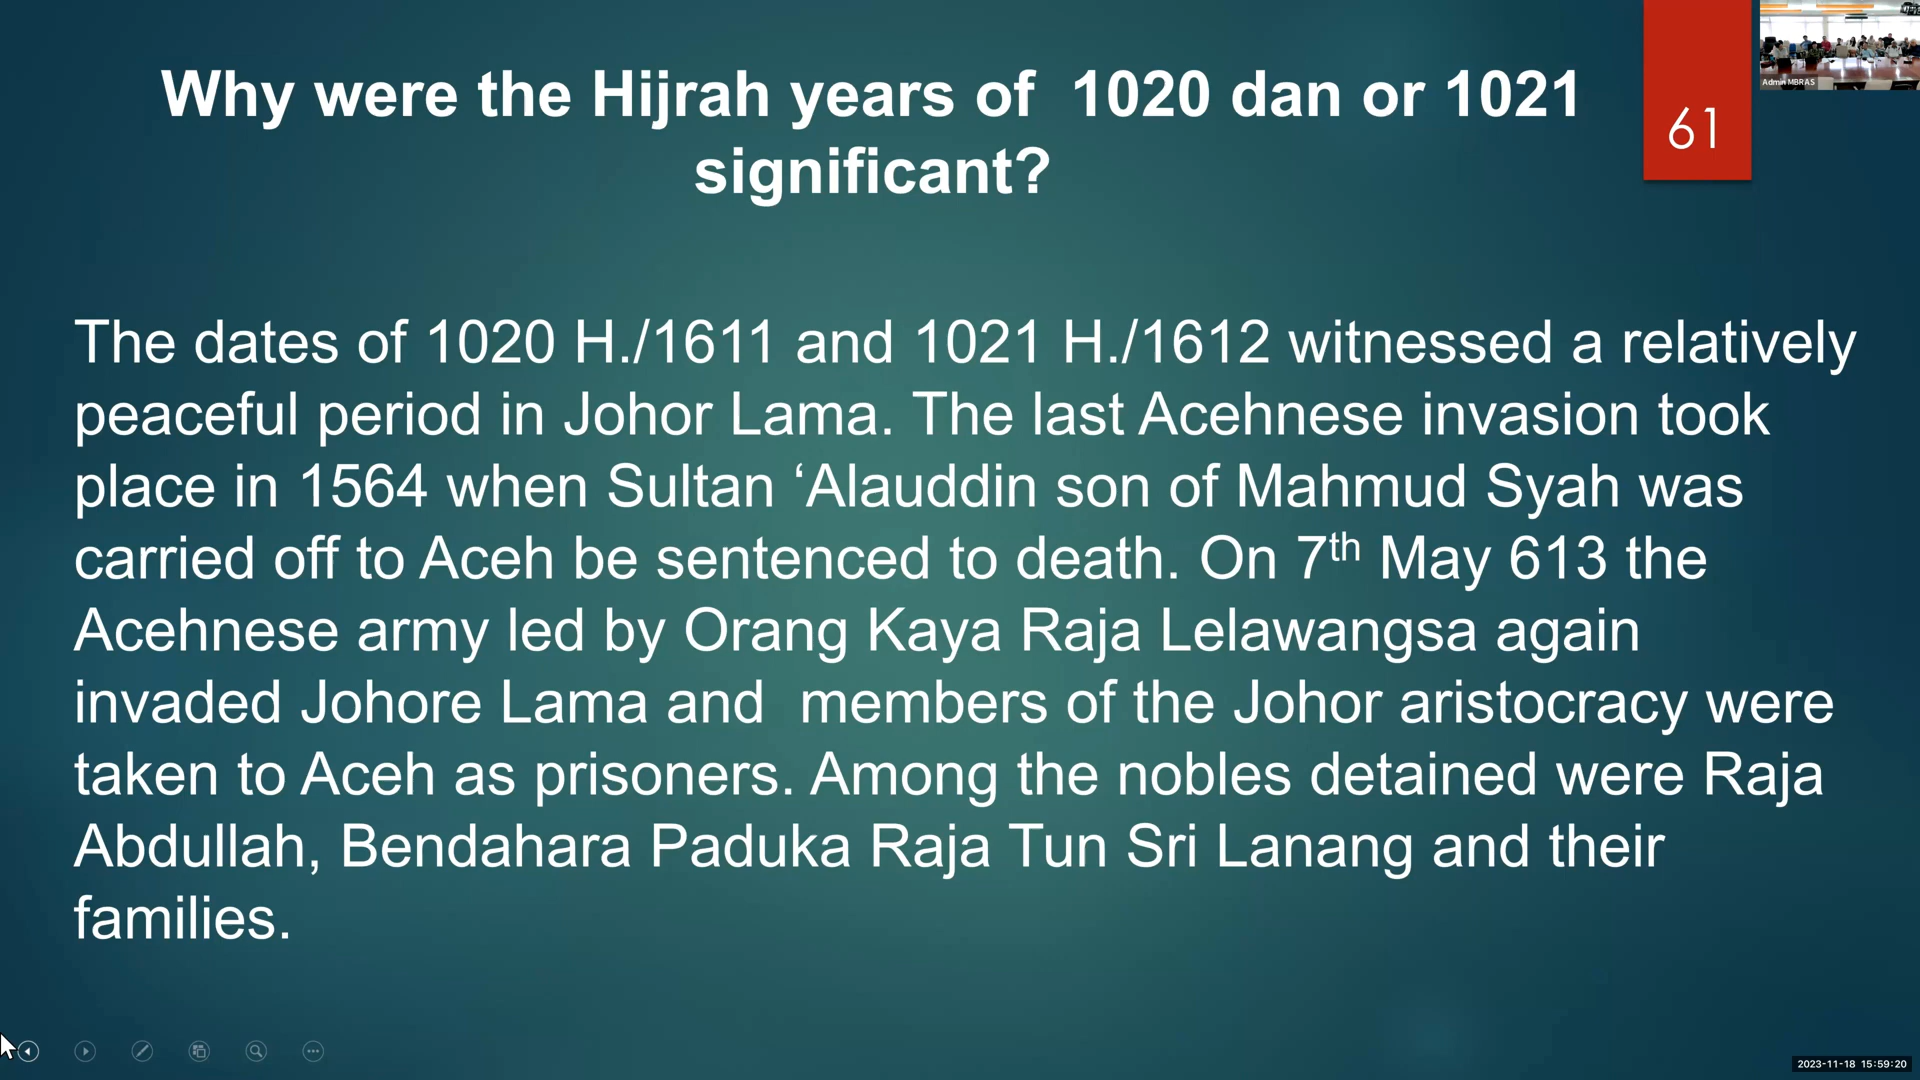 Why were the Hijrah years of  1020 dan or 1021
significant?
61
Admin MBRAS
The dates of 1020 H./1611 and 1021 H./1612 witnessed a relatively
peaceful period in Johor Lama. The last Acehnese invasion took
place in 1564 when Sultan ‘Alauddin son of Mahmud Syah was
carried off to Aceh be sentenced to death. On 7th May 613 the
Acehnese army led by Orang Kaya Raja Lelawangsa again
invaded Johore Lama and  members of the Johor aristocracy were
taken to Aceh as prisoners. Among the nobles detained were Raja
Abdullah, Bendahara Paduka Raja Tun Sri Lanang and their
families.
2023-11-18 15:59:20